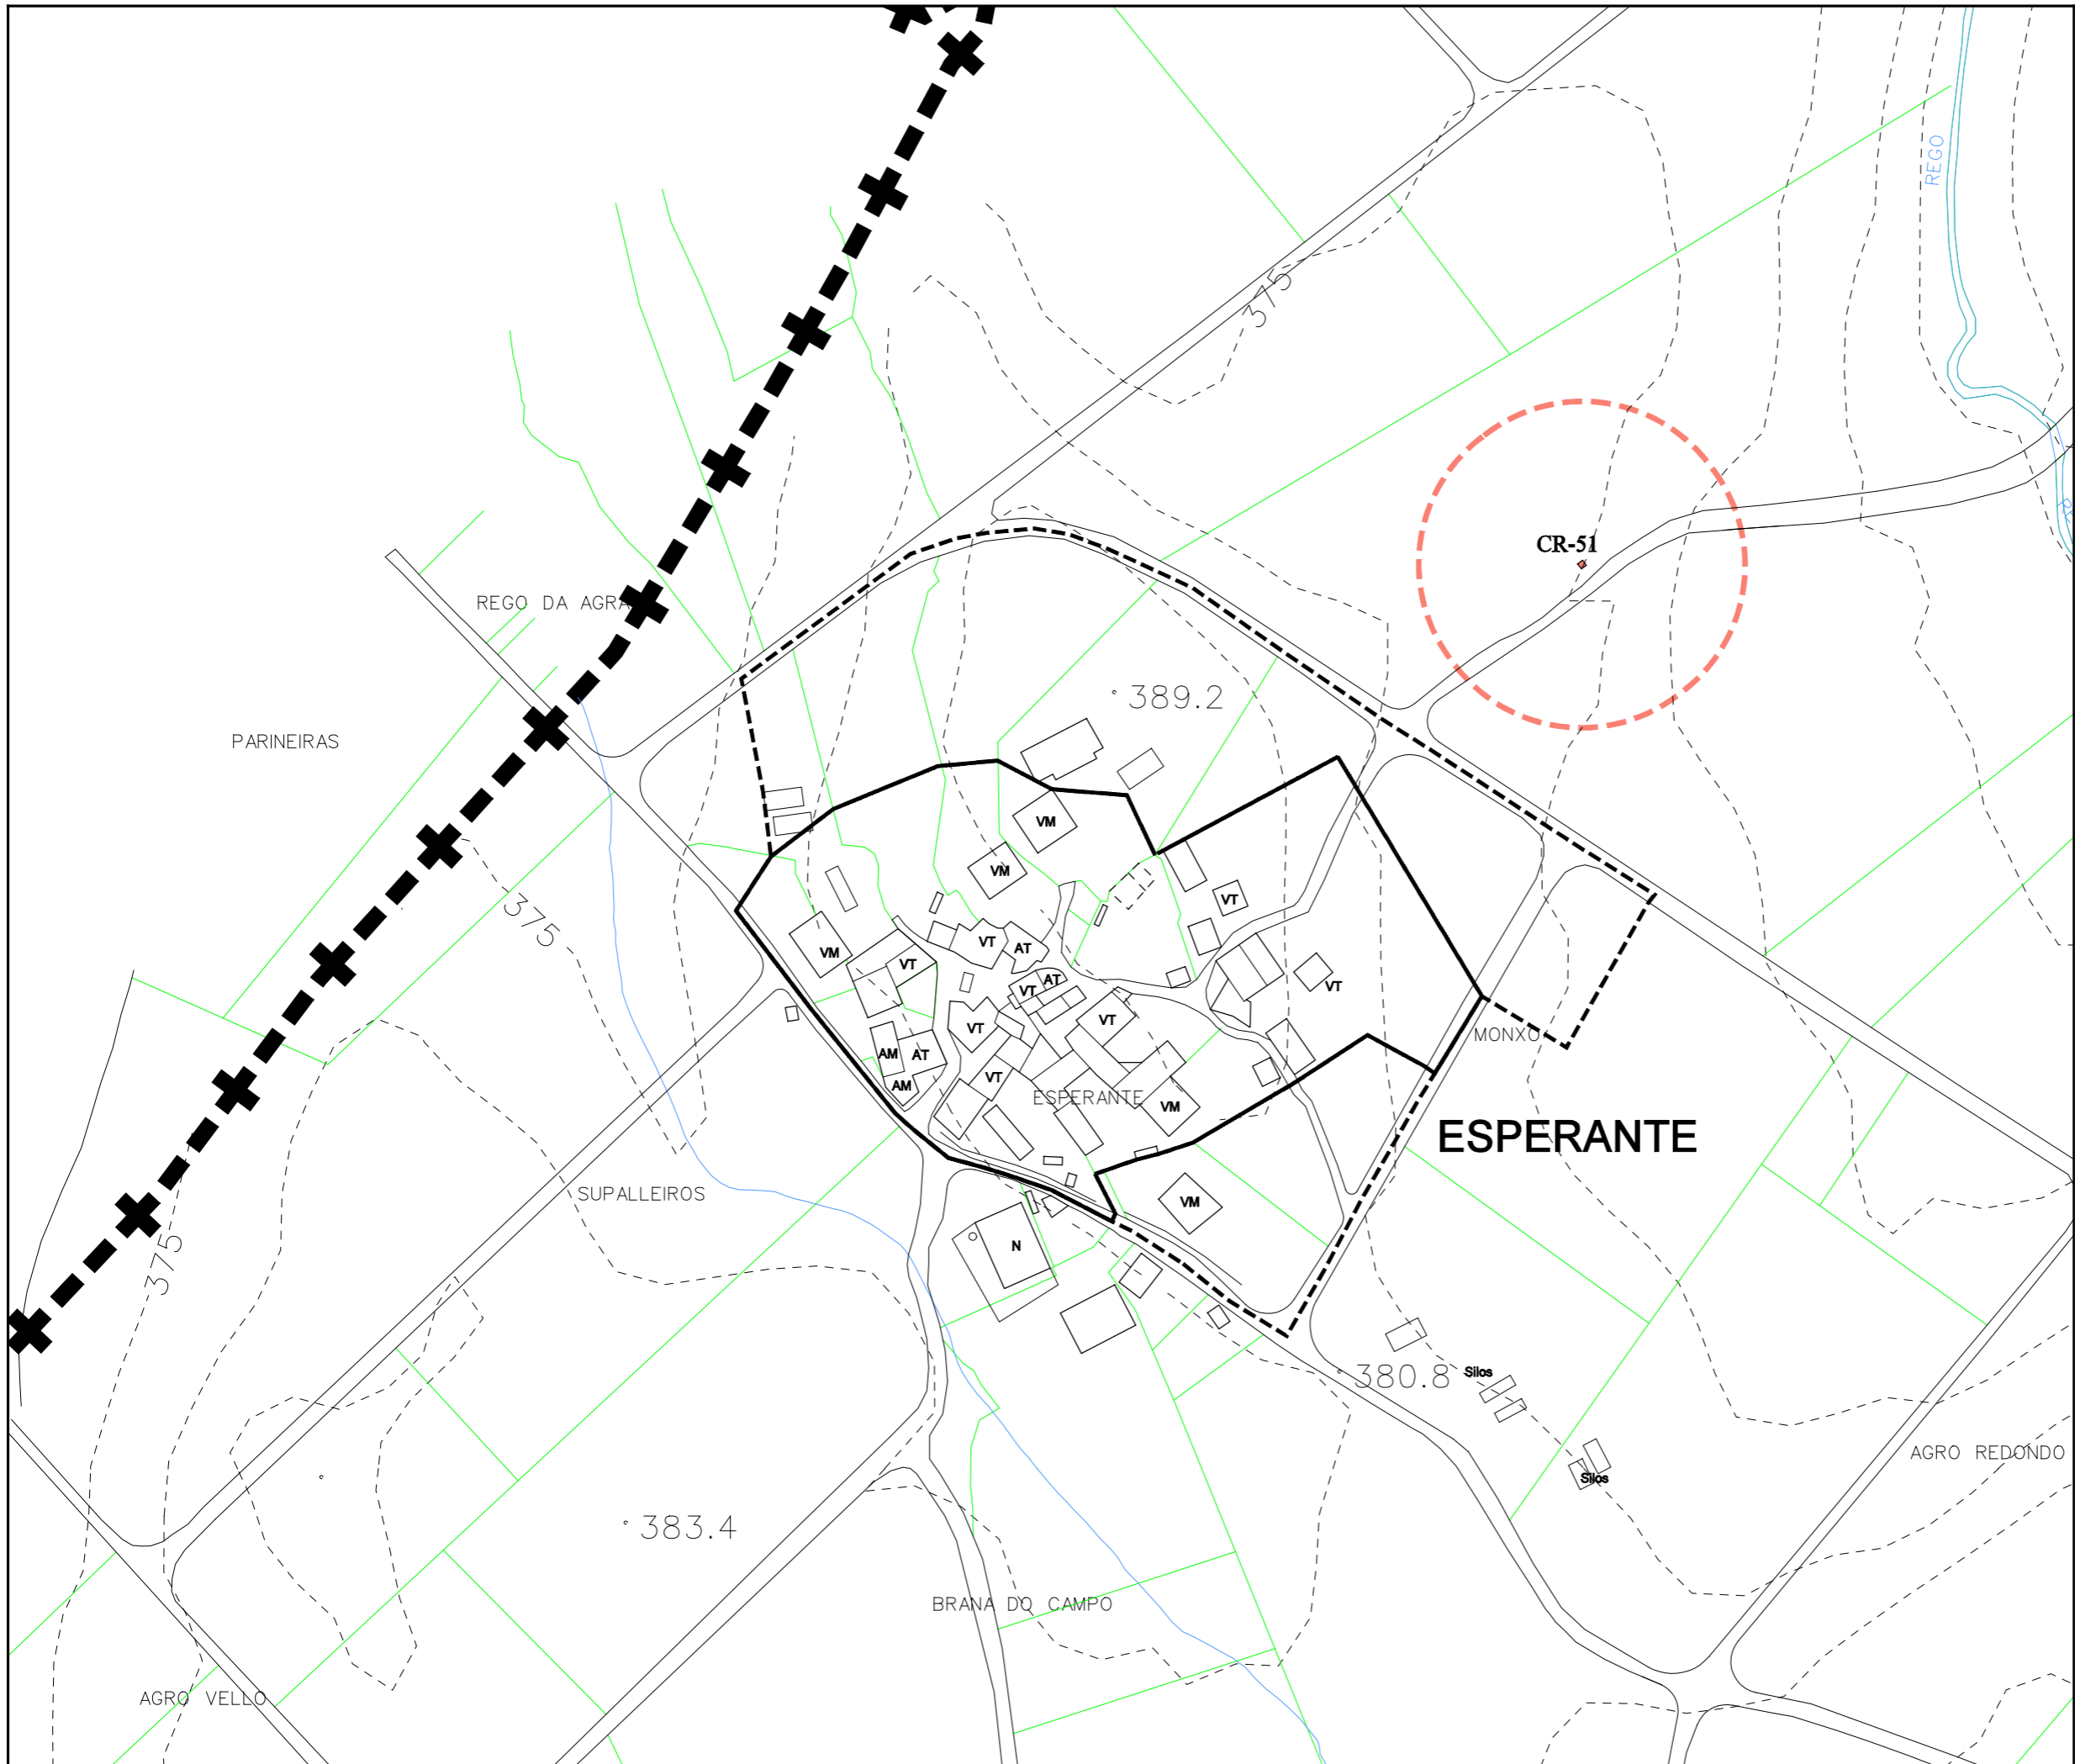 REGO
375
CR-51
REGO DA AGRA
389.2
PARINEIRAS
VM
VM
VT
375
VM
VT
AT
VT
VT
AT
VT
VT
VT
MONXO
AM
AT
AM
VT
ESPERANTE
VM
ESPERANTE
SUPALLEIROS
VM
375
N
380.8
Silos
AGRO REDONDO
Silos
383.4
BRANA DO CAMPO
AGRO VELLO